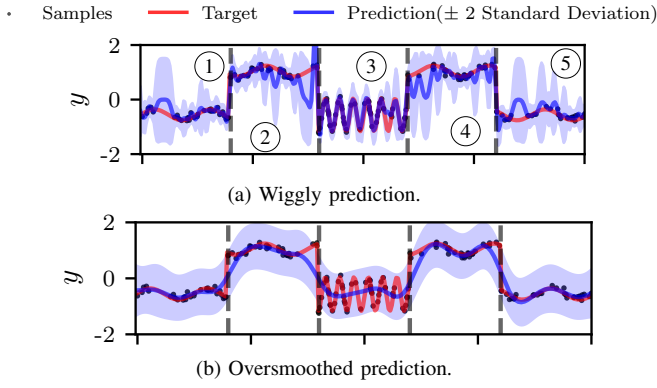 Samples Target Prediction(± 2 Standard Deviation)
2
① ③ ⑤
0
y
② ④
-2
(a) Wiggly prediction.
2
0
y
-2
(b) Oversmoothed prediction.